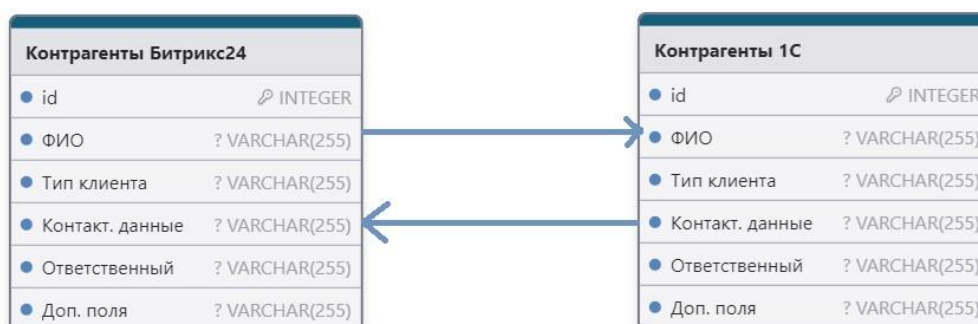 Контрагенты Битрикс24
id INTEGER
ФИО ? VARCHAR(255)
Тип клиента ? VARCHAR(255)
Контакт. данные ? VARCHAR(255)
Ответственный ? VARCHAR(255)
Доп. поля ? VARCHAR(255)
Контрагенты 1С
id INTEGER
ФИО ? VARCHAR(255)
Тип клиента ? VARCHAR(255)
Контакт. данные ? VARCHAR(255)
Ответственный ? VARCHAR(255)
Доп. поля ? VARCHAR(255)